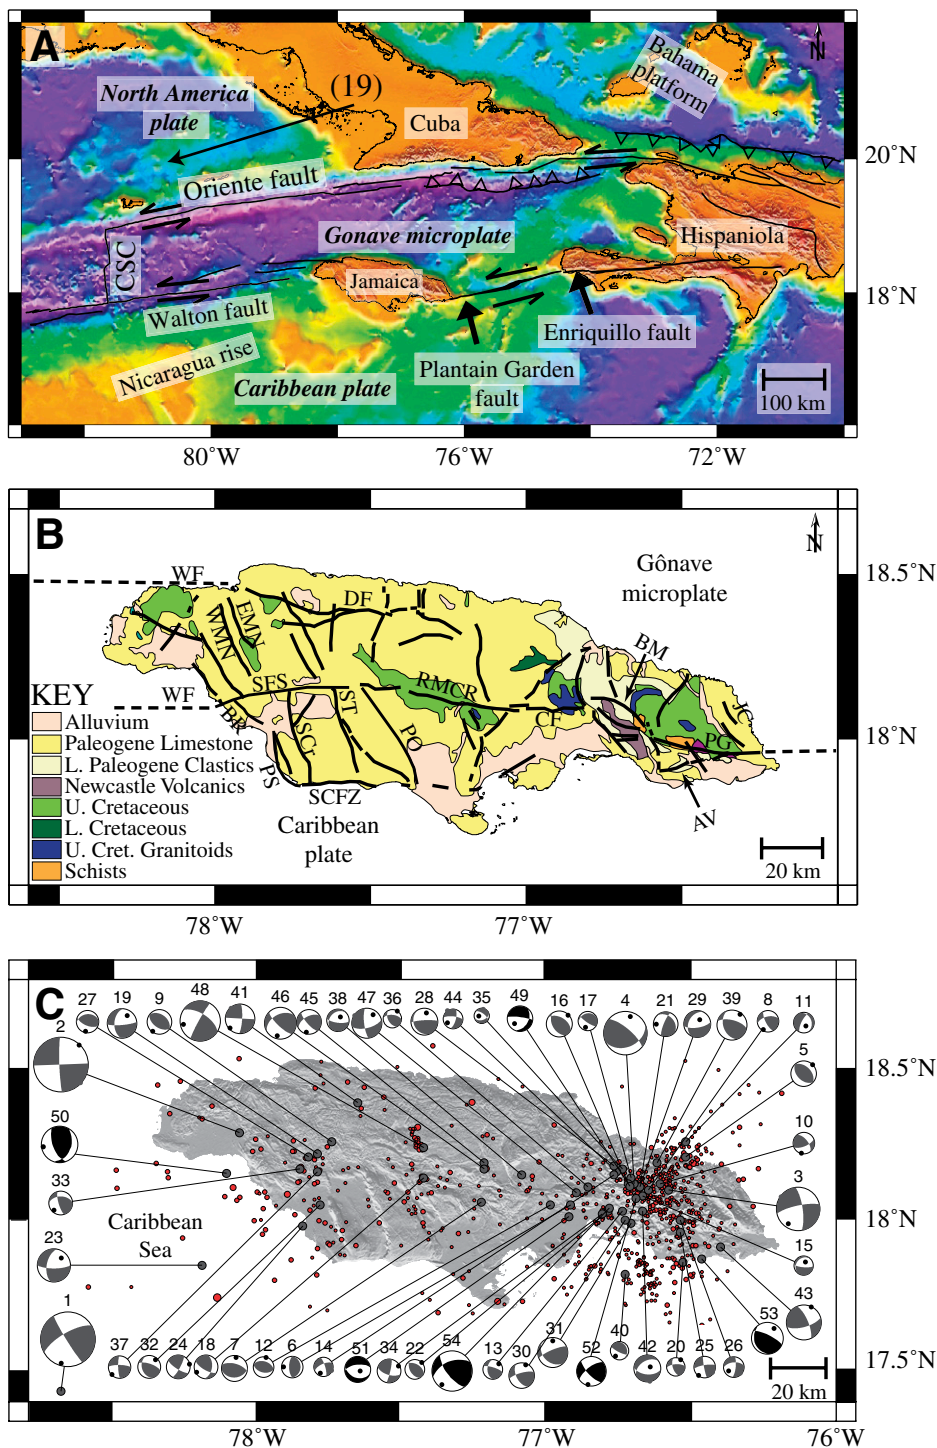 A
N
North America
plate
(19)
Cuba
Bahama
platform
20°N
Oriente fault
Gonave microplate
Hispaniola
CSC
Jamaica
18°N
Walton fault
Enriquillo fault
Nicaragua rise
Plantain Garden
fault
Caribbean plate
100 km
80°W
76°W
72°W
B
N
WF
Gônave
microplate
18.5°N
DF
EMN
WMN
BM
SFS
RMCR
WF
ST
BR
CF
JC
SCr
PO
PG
18°N
PS
SCFZ
AV
Caribbean
plate
KEY
Alluvium
Paleogene Limestone
L. Paleogene Clastics
Newcastle Volcanics
U. Cretaceous
L. Cretaceous
U. Cret. Granitoids
Schists
20 km
78°W
77°W
C
27 19 9 48 41 46 45 38 47 36 28 44 35 49 16 17 4 21 29 39 8 11
2
5
18.5°N
50
10
33
3
Caribbean
Sea
18°N
23
15
1
43
53
37 32 24 18 7 12 6 14 51 34 22 54 13 30 31 52 40 42 20 25 26
17.5°N
20 km
78°W
77°W
76°W